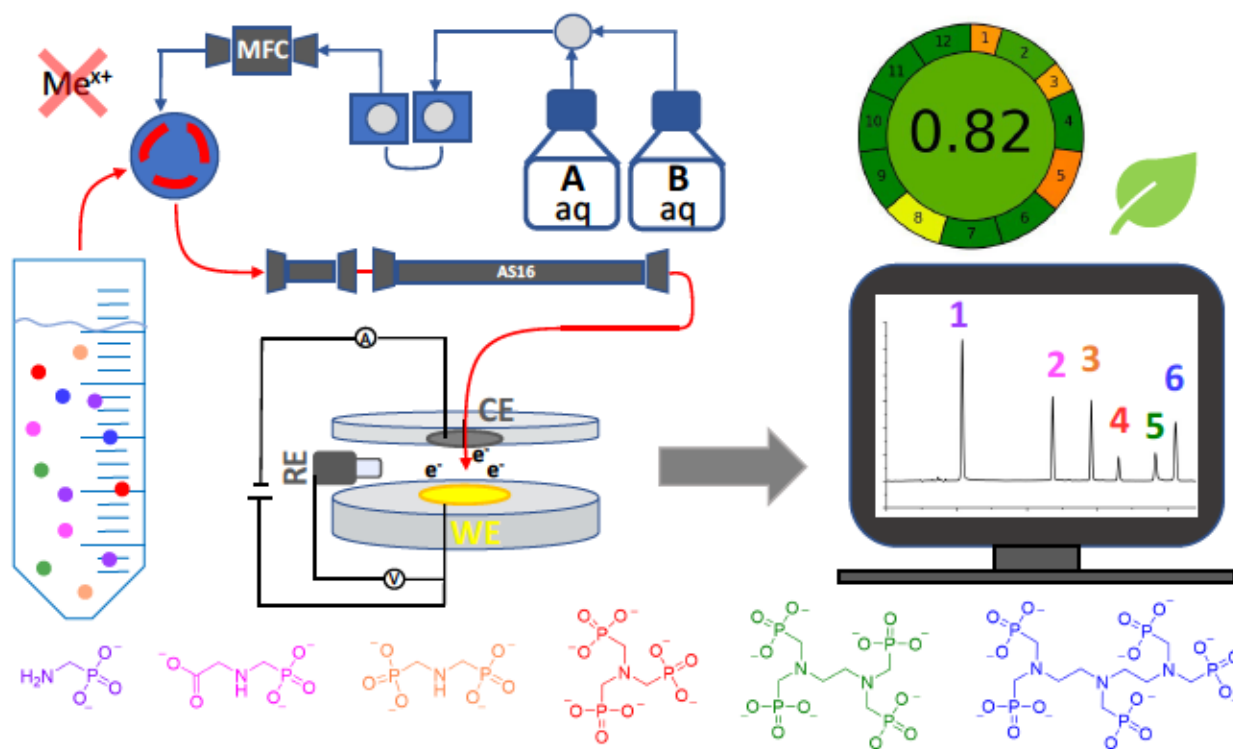 Me^x+
MFC
A
aq
B
aq
AS16
A
CE
e-
e-
e-
RE
WE
V
12
1
2
3
4
5
6
7
8
9
10
11
0.82
1
2
3
4
5
6
H2N
P
O-
O
O-
O-
O
N
H
P
O-
O
O-
O-
P
O
O-
N
H
O-
P
O
O-
O-
P
O
O-
N
P
O-
O
O-
O
P
O-
O-
O-
P
O
O-
N
O-
P
O
O-
N
P
O-
O
O-
O
P
O-
O-
O-
P
O
O-
N
N
O-
P
O
O-
N
P
O-
O
O-
O
P
O-
O-
O
P
O-
O-